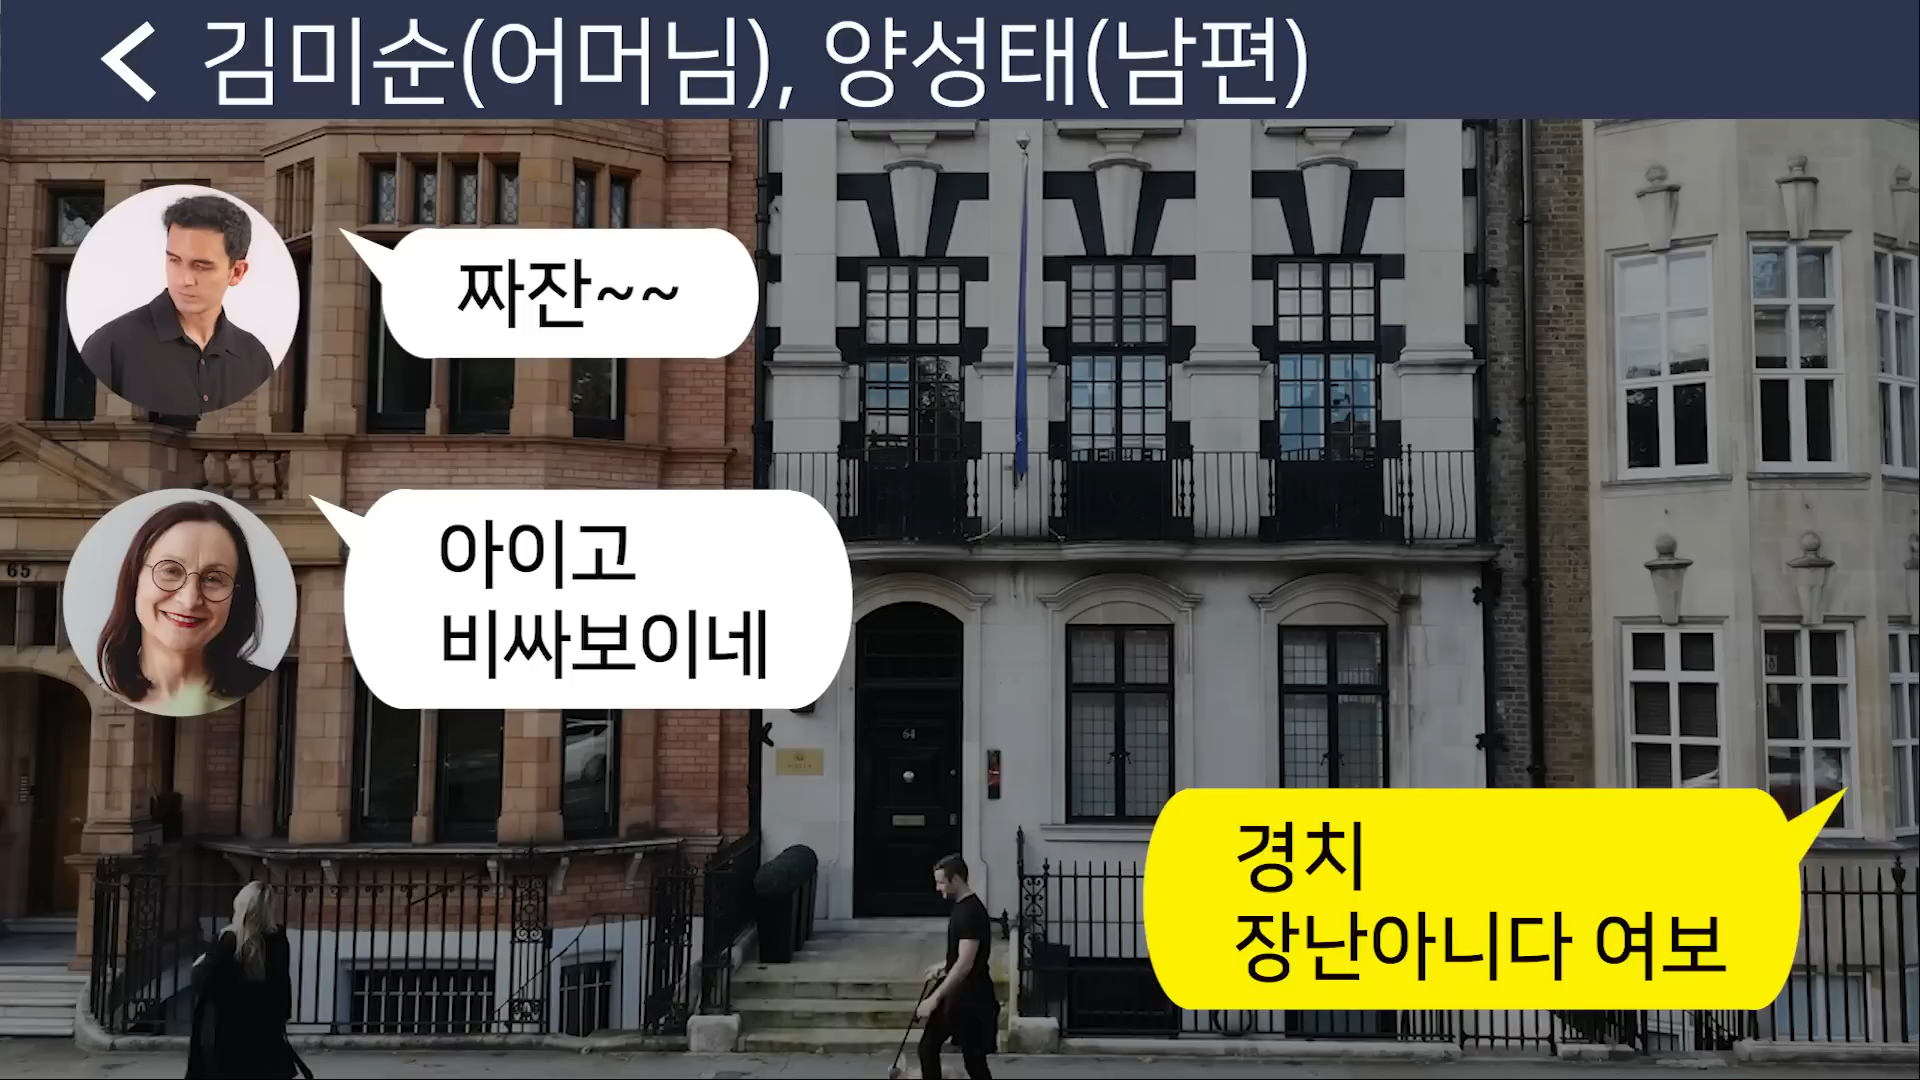 김미순(어머님), 양성태(남편)
짜잔~~
아이고
비싸보이네
65
64
경치
장난아니다 여보